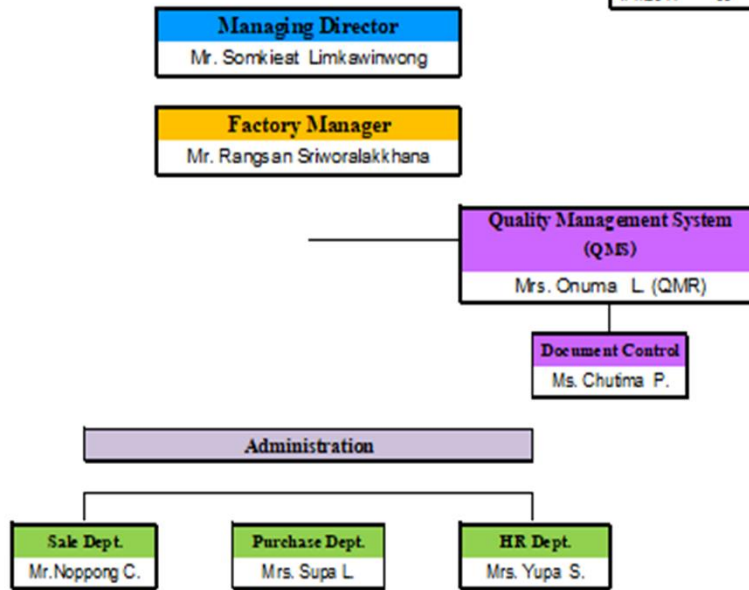 Managing Director
Mr. Somkieat Limkawinwong
Factory Manager
Mr. Rangsan Sriworalakkhana
Quality Management System
(QMS)
Mrs. Onuma L. (QMR)
Document Control
Ms. Chutima P.
Administration
Sale Dept.
Mr.Noppong C.
Purchase Dept.
Mrs. Supa L.
HR Dept.
Mrs. Yupa S.